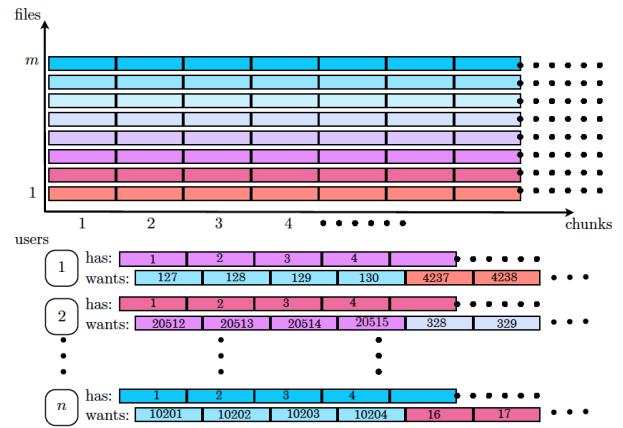 files
m
1
1 2 3 4
chunks
users
1
has: 1 2 3 4
wants: 127 128 129 130 4237 4238
2
has: 1 2 3 4
wants: 20512 20513 20514 20515 328 329
n
has: 1 2 3 4
wants: 10201 10202 10203 10204 16 17